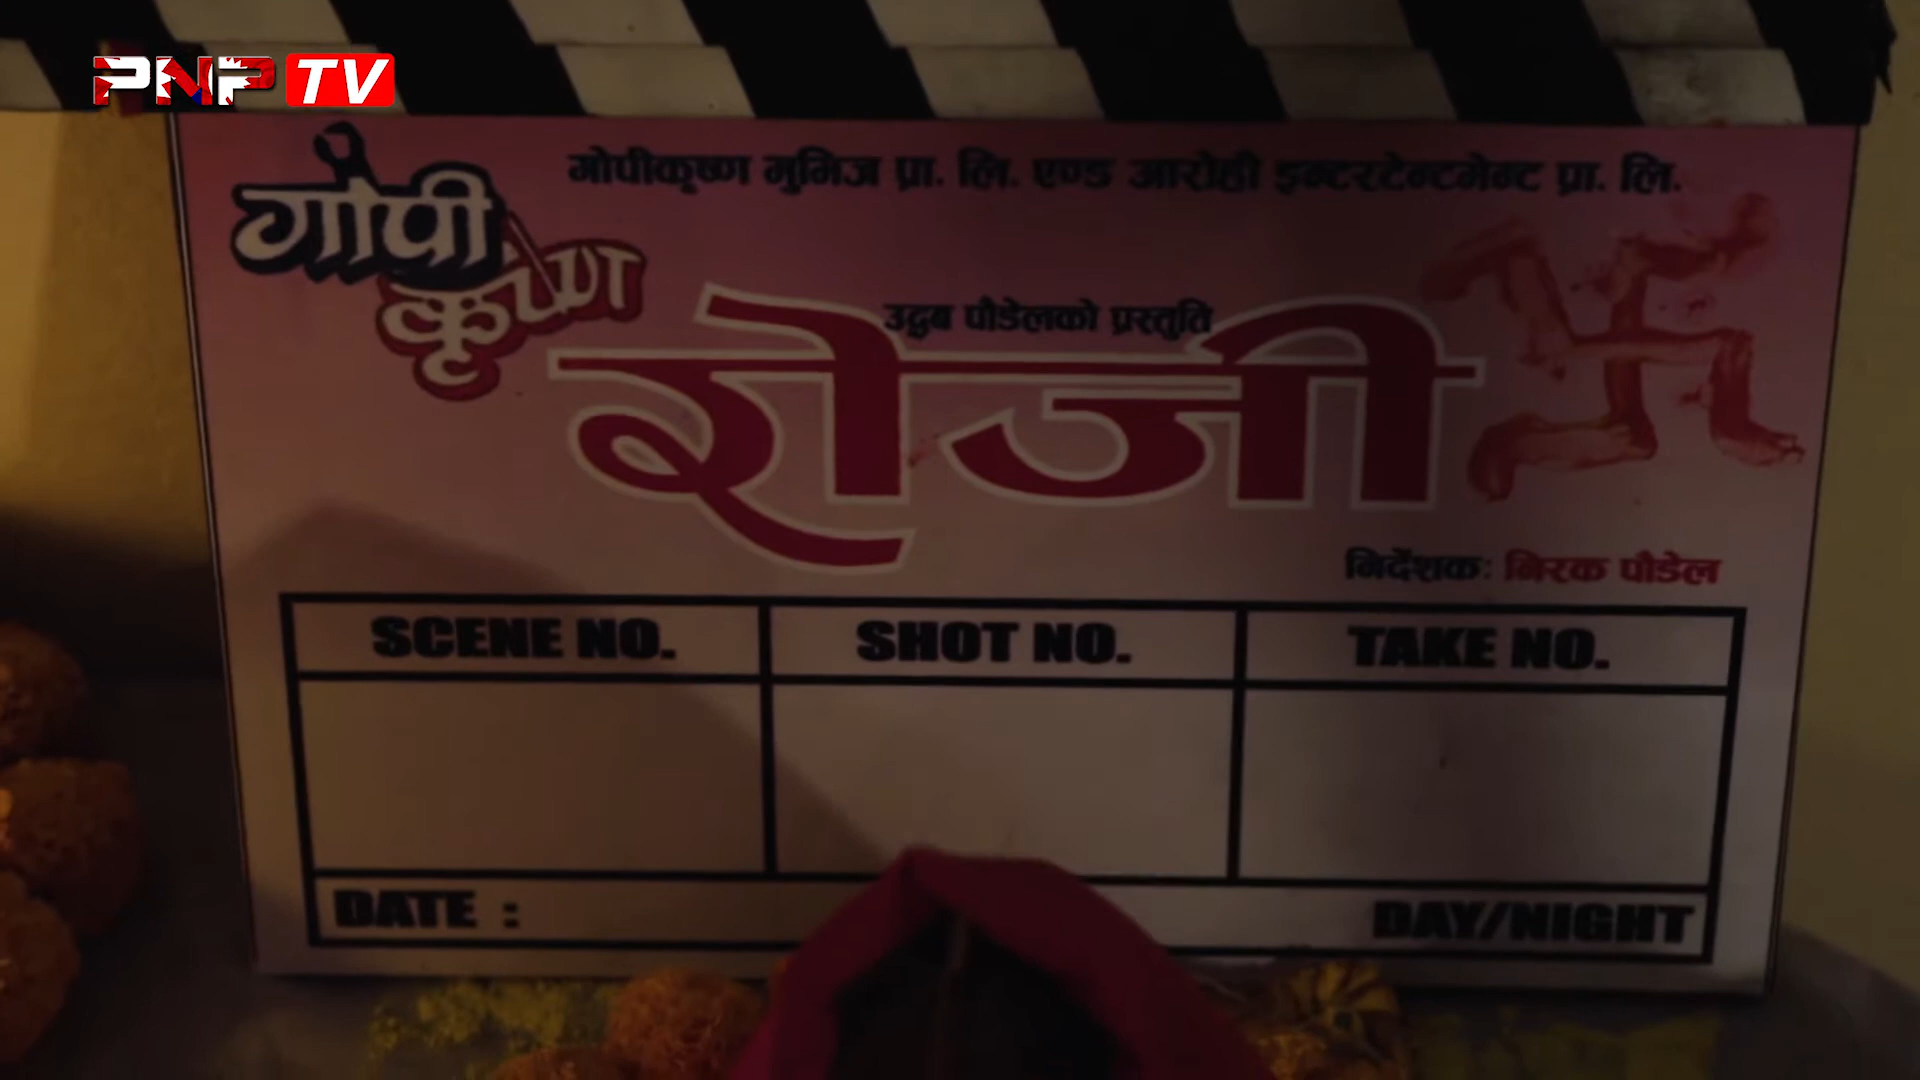 PNP TV
गोपीकृष्ण मुभिज प्रा. लि. एण्ड आरोही इन्टरटेन्टमेन्ट प्रा. लि.
गोपी
कृष्ण
उद्धब पौडेलको प्रस्तुति
रोजी
निर्देशक: निरक पौडेल
SCENE NO. SHOT NO. TAKE NO.
DATE : DAY/NIGHT